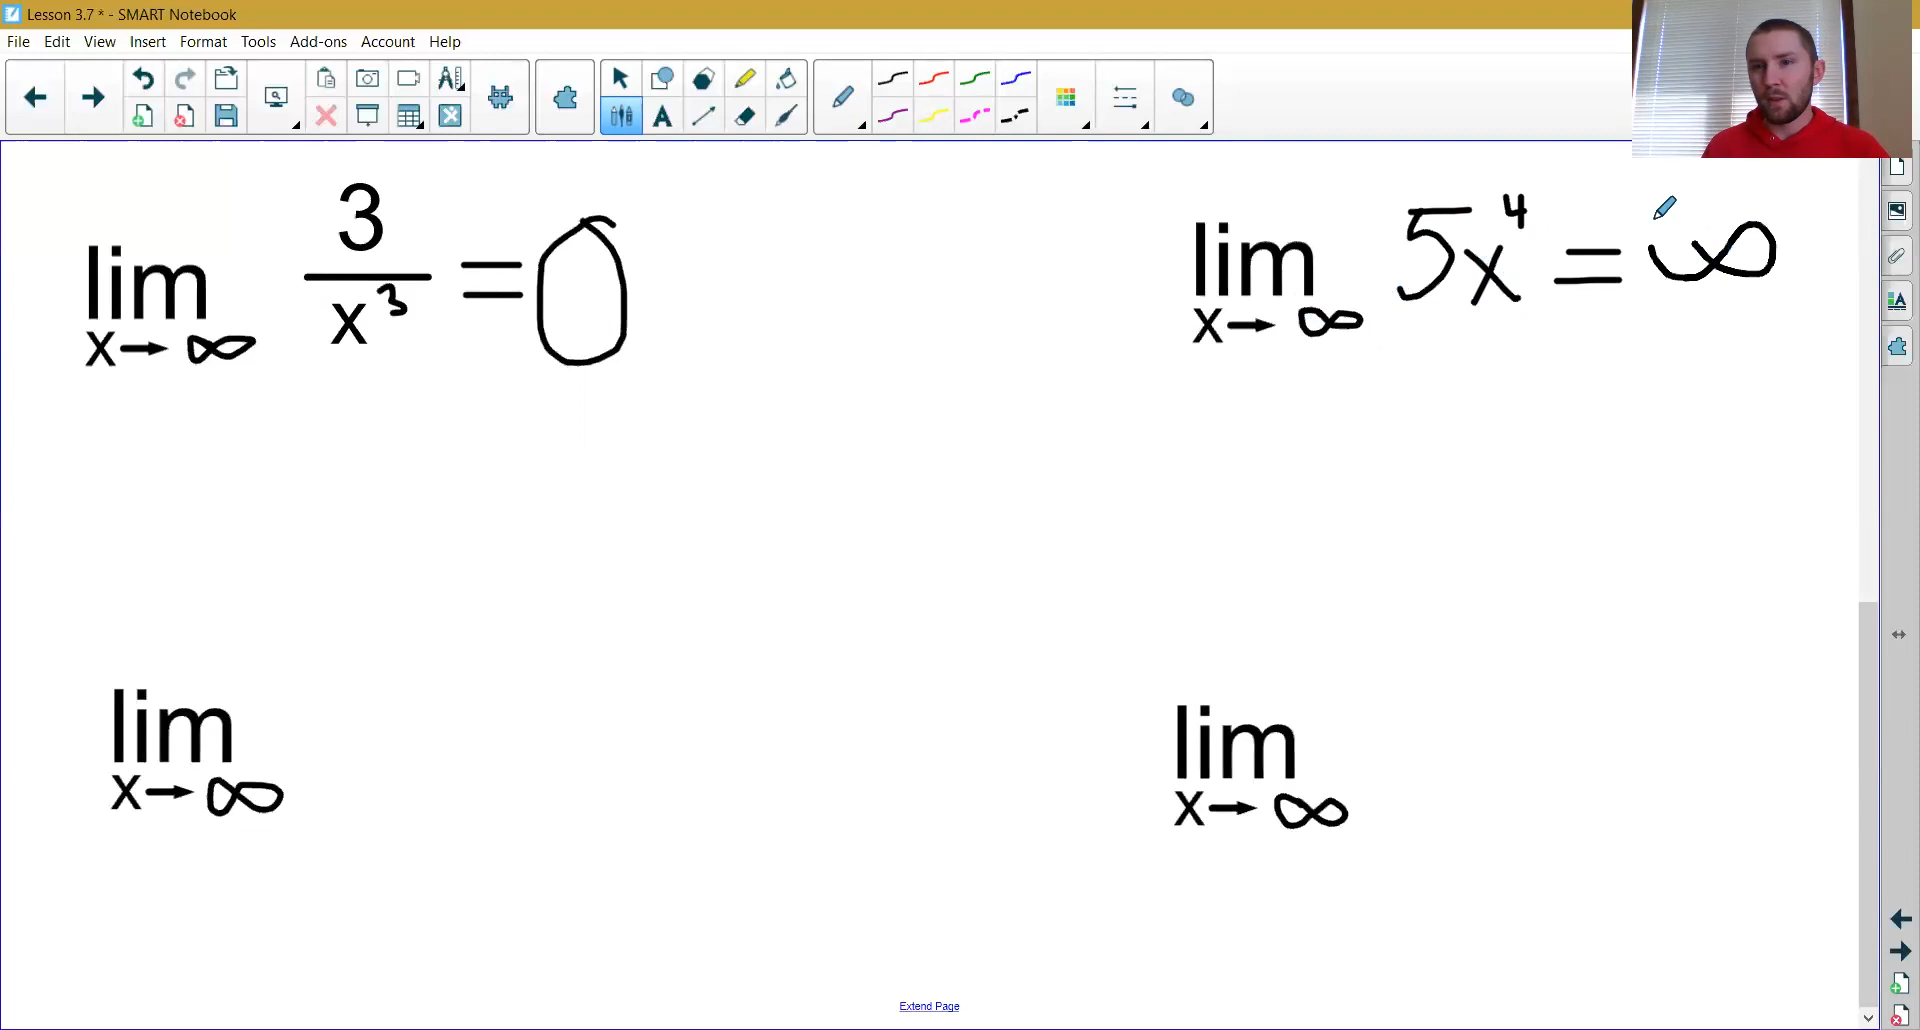 Lesson 3.7 * - SMART Notebook
File Edit View Insert Format Tools Add-ons Account Help
lim x→∞ 3/x³ = 0
lim x→∞ 5x⁴ = ∞
lim x→∞
lim x→∞
Extend Page